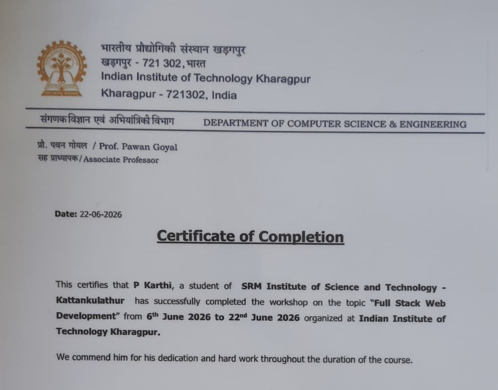 भारतीय प्रौद्योगिकी संस्थान खड़गपुर
खड़गपुर - 721 302, भारत
Indian Institute of Technology Kharagpur
Kharagpur - 721302, India
संगणक विज्ञान एवं अभियांत्रिकी विभाग DEPARTMENT OF COMPUTER SCIENCE & ENGINEERING
प्रो. पवन गोयल / Prof. Pawan Goyal
सह प्राध्यापक/Associate Professor
Date: 22-06-2026
Certificate of Completion
This certifies that P Karthi, a student of SRM Institute of Science and Technology -
Kattankulathur has successfully completed the workshop on the topic "Full Stack Web
Development" from 6th June 2026 to 22nd June 2026 organized at Indian Institute of
Technology Kharagpur.
We commend him for his dedication and hard work throughout the duration of the course.